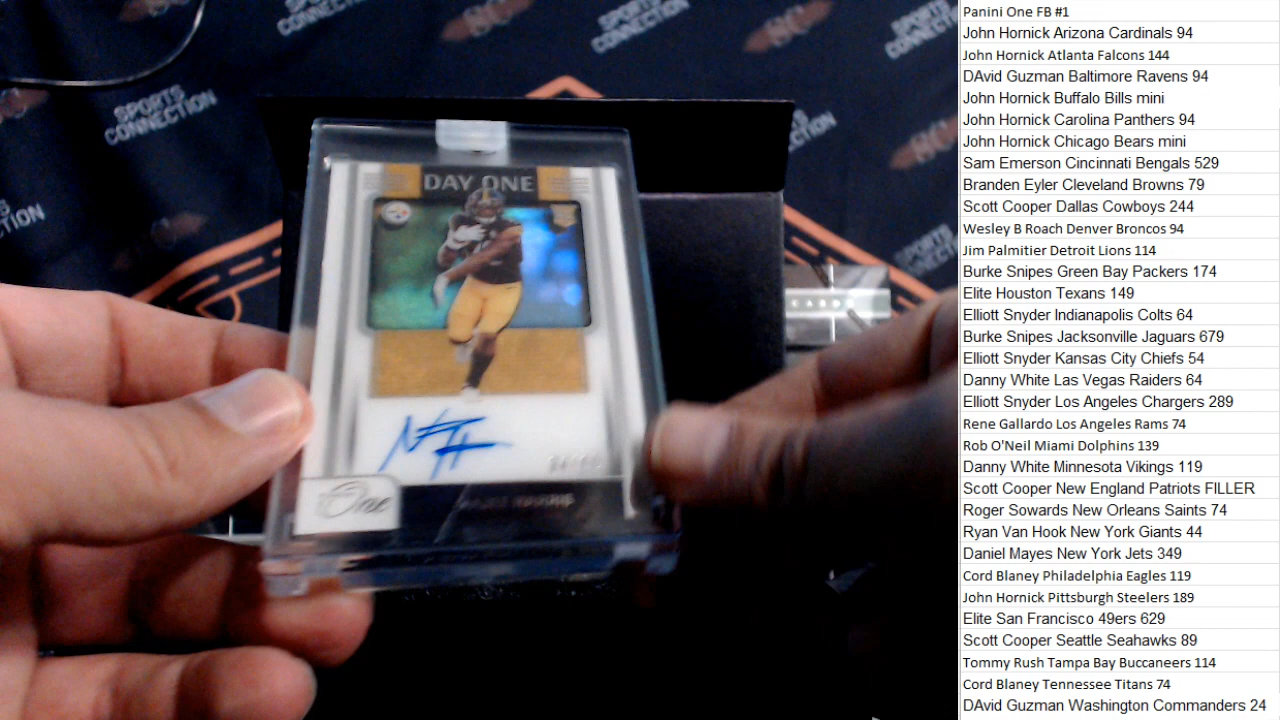 SPORTS CONNECTION
DAY ONE
One
Panini One FB #1
John Hornick Arizona Cardinals 94
John Hornick Atlanta Falcons 144
DAvid Guzman Baltimore Ravens 94
John Hornick Buffalo Bills mini
John Hornick Carolina Panthers 94
John Hornick Chicago Bears mini
Sam Emerson Cincinnati Bengals 529
Branden Eyler Cleveland Browns 79
Scott Cooper Dallas Cowboys 244
Wesley B Roach Denver Broncos 94
Jim Palmitier Detroit Lions 114
Burke Snipes Green Bay Packers 174
Elite Houston Texans 149
Elliott Snyder Indianapolis Colts 64
Burke Snipes Jacksonville Jaguars 679
Elliott Snyder Kansas City Chiefs 54
Danny White Las Vegas Raiders 64
Elliott Snyder Los Angeles Chargers 289
Rene Gallardo Los Angeles Rams 74
Rob O'Neil Miami Dolphins 139
Danny White Minnesota Vikings 119
Scott Cooper New England Patriots FILLER
Roger Sowards New Orleans Saints 74
Ryan Van Hook New York Giants 44
Daniel Mayes New York Jets 349
Cord Blaney Philadelphia Eagles 119
John Hornick Pittsburgh Steelers 189
Elite San Francisco 49ers 629
Scott Cooper Seattle Seahawks 89
Tommy Rush Tampa Bay Buccaneers 114
Cord Blaney Tennessee Titans 74
DAvid Guzman Washington Commanders 24